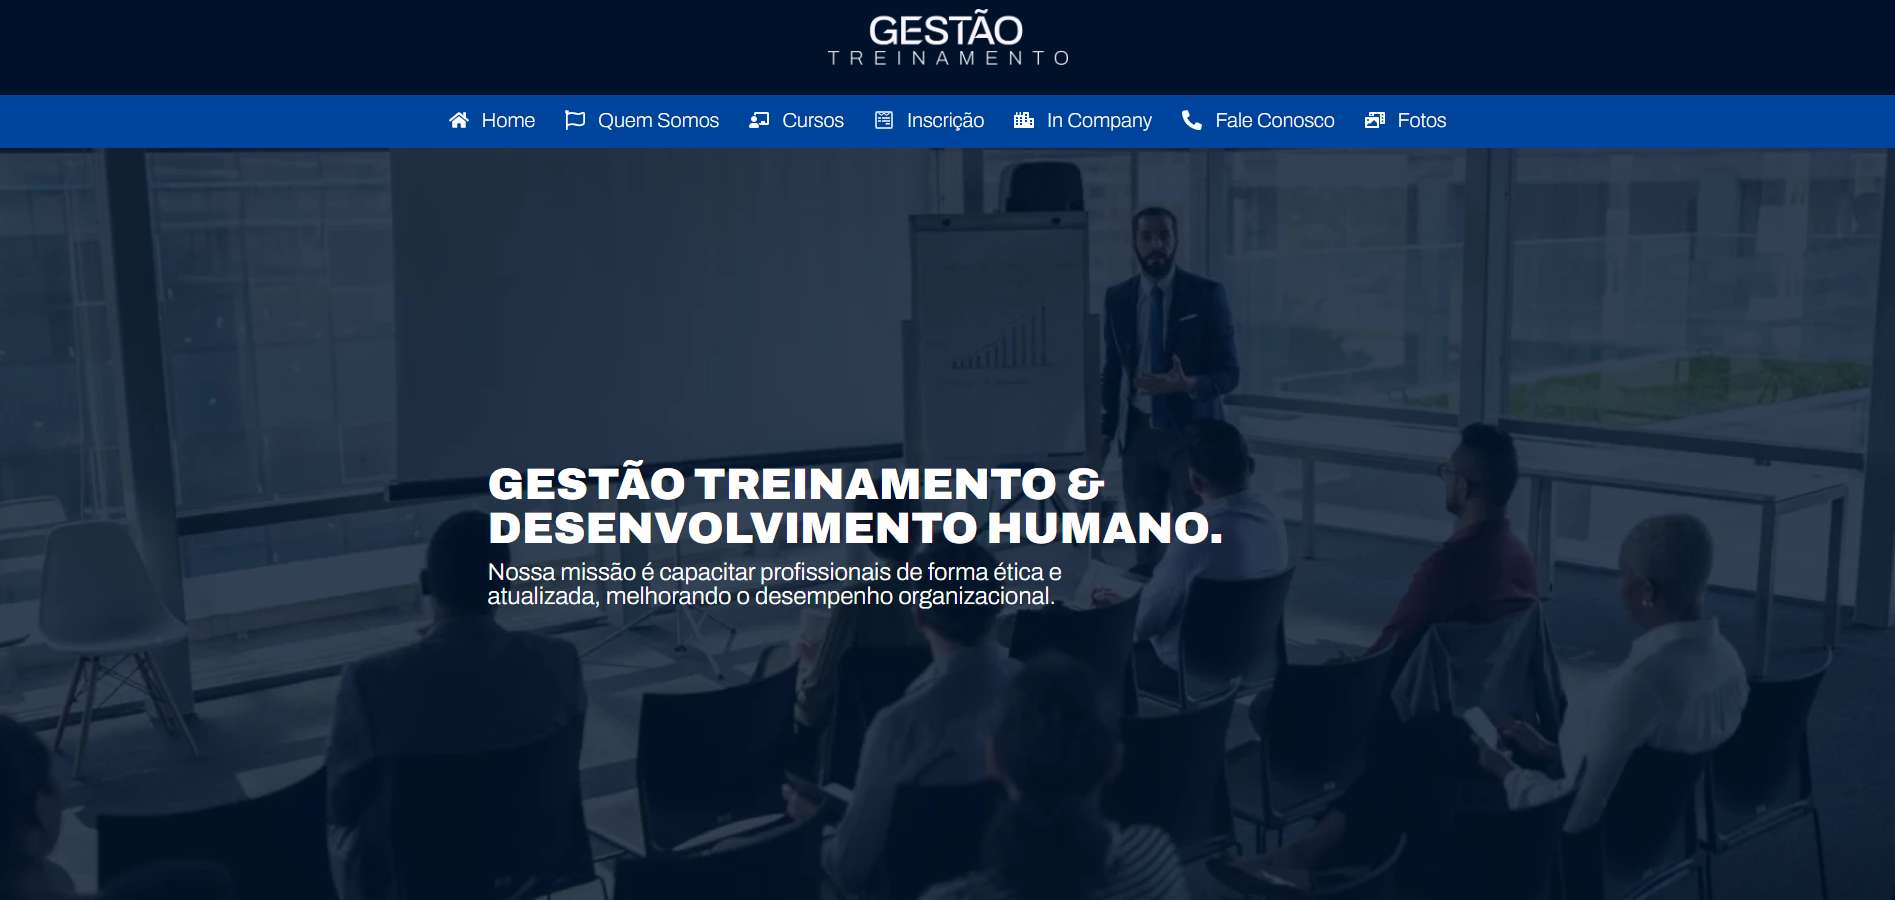 GESTÃO
TREINAMENTO
Home Quem Somos Cursos Inscrição In Company Fale Conosco Fotos
GESTÃO TREINAMENTO &
DESENVOLVIMENTO HUMANO.
Nossa missão é capacitar profissionais de forma ética e
atualizada, melhorando o desempenho organizacional.